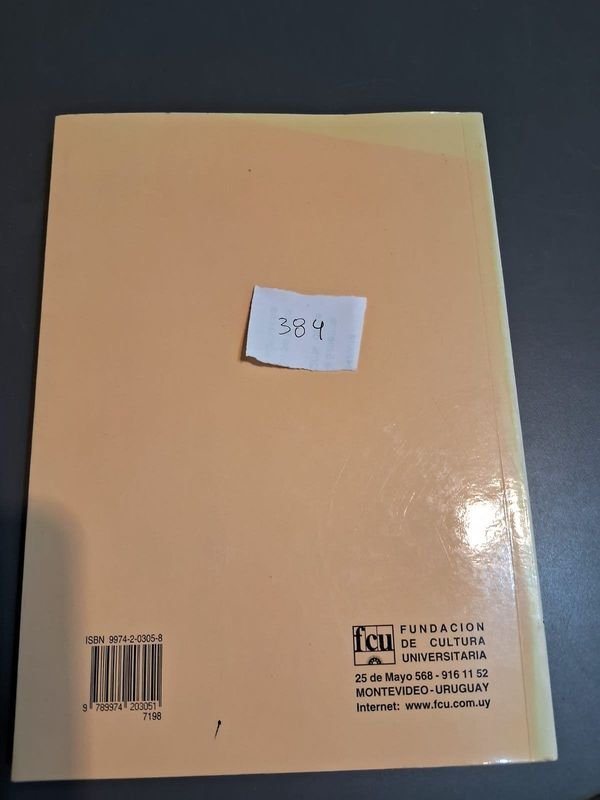 384
ISBN 9974-2-0305-8
9 789974 203051
7198
fcu
FUNDACION
DE CULTURA
UNIVERSITARIA
25 de Mayo 568 - 916 11 52
MONTEVIDEO - URUGUAY
Internet: www.fcu.com.uy